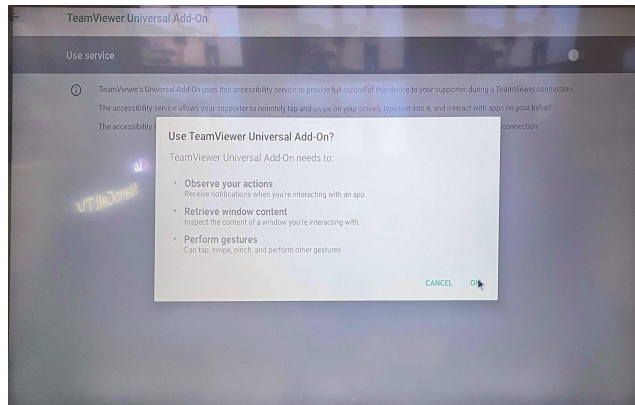 TeamViewer Universal Add-On
Use service
TeamViewer's Universal Add-On uses this accessibility service to provide full control of this device to your supporter during a TeamViewer connection.
The accessibility service allows your supporter to remotely tap and swipe on your screen, type text into it, and interact with apps on your behalf.
The accessibility
connection.
Use TeamViewer Universal Add-On?
TeamViewer Universal Add-On needs to:
• Observe your actions
Receive notifications when you're interacting with an app.
• Retrieve window content
Inspect the content of a window you're interacting with.
• Perform gestures
Can tap, swipe, pinch, and perform other gestures.
NanoCell TV
CANCEL OK